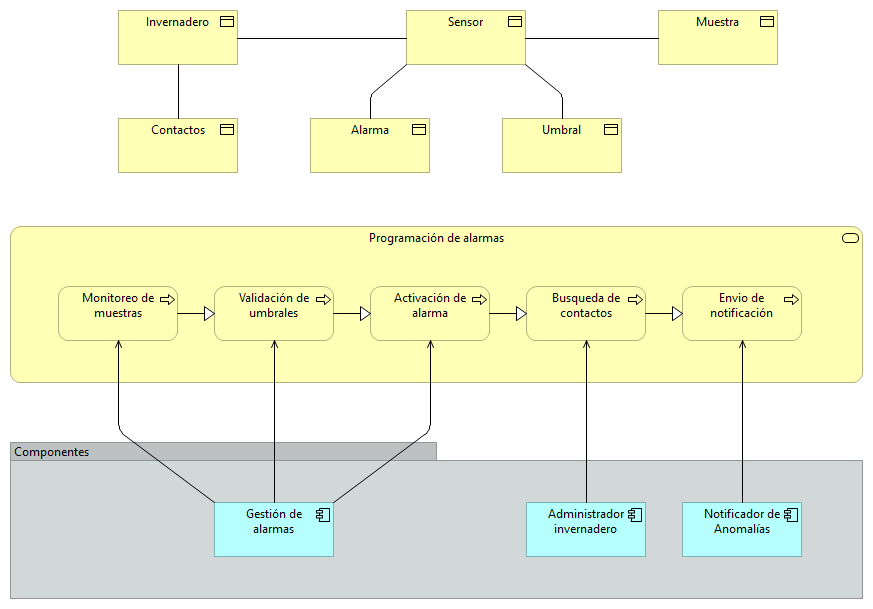 Invernadero
Sensor
Muestra
Contactos
Alarma
Umbral
Programación de alarmas
Monitoreo de
muestras
Validación de
umbrales
Activación de
alarma
Busqueda de
contactos
Envio de
notificación
Componentes
Gestión de
alarmas
Administrador
invernadero
Notificador de
Anomalías